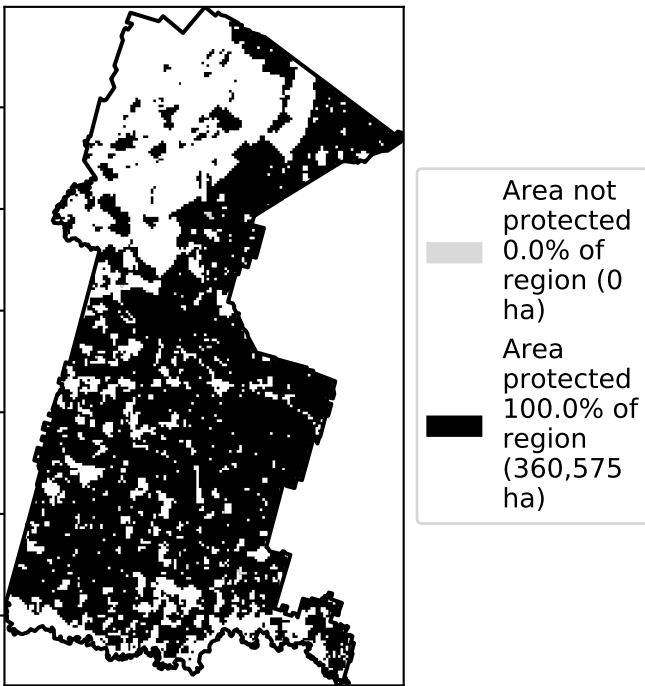 Area not
protected
0.0% of
region (0
ha)
Area
protected
100.0% of
region
(360,575
ha)